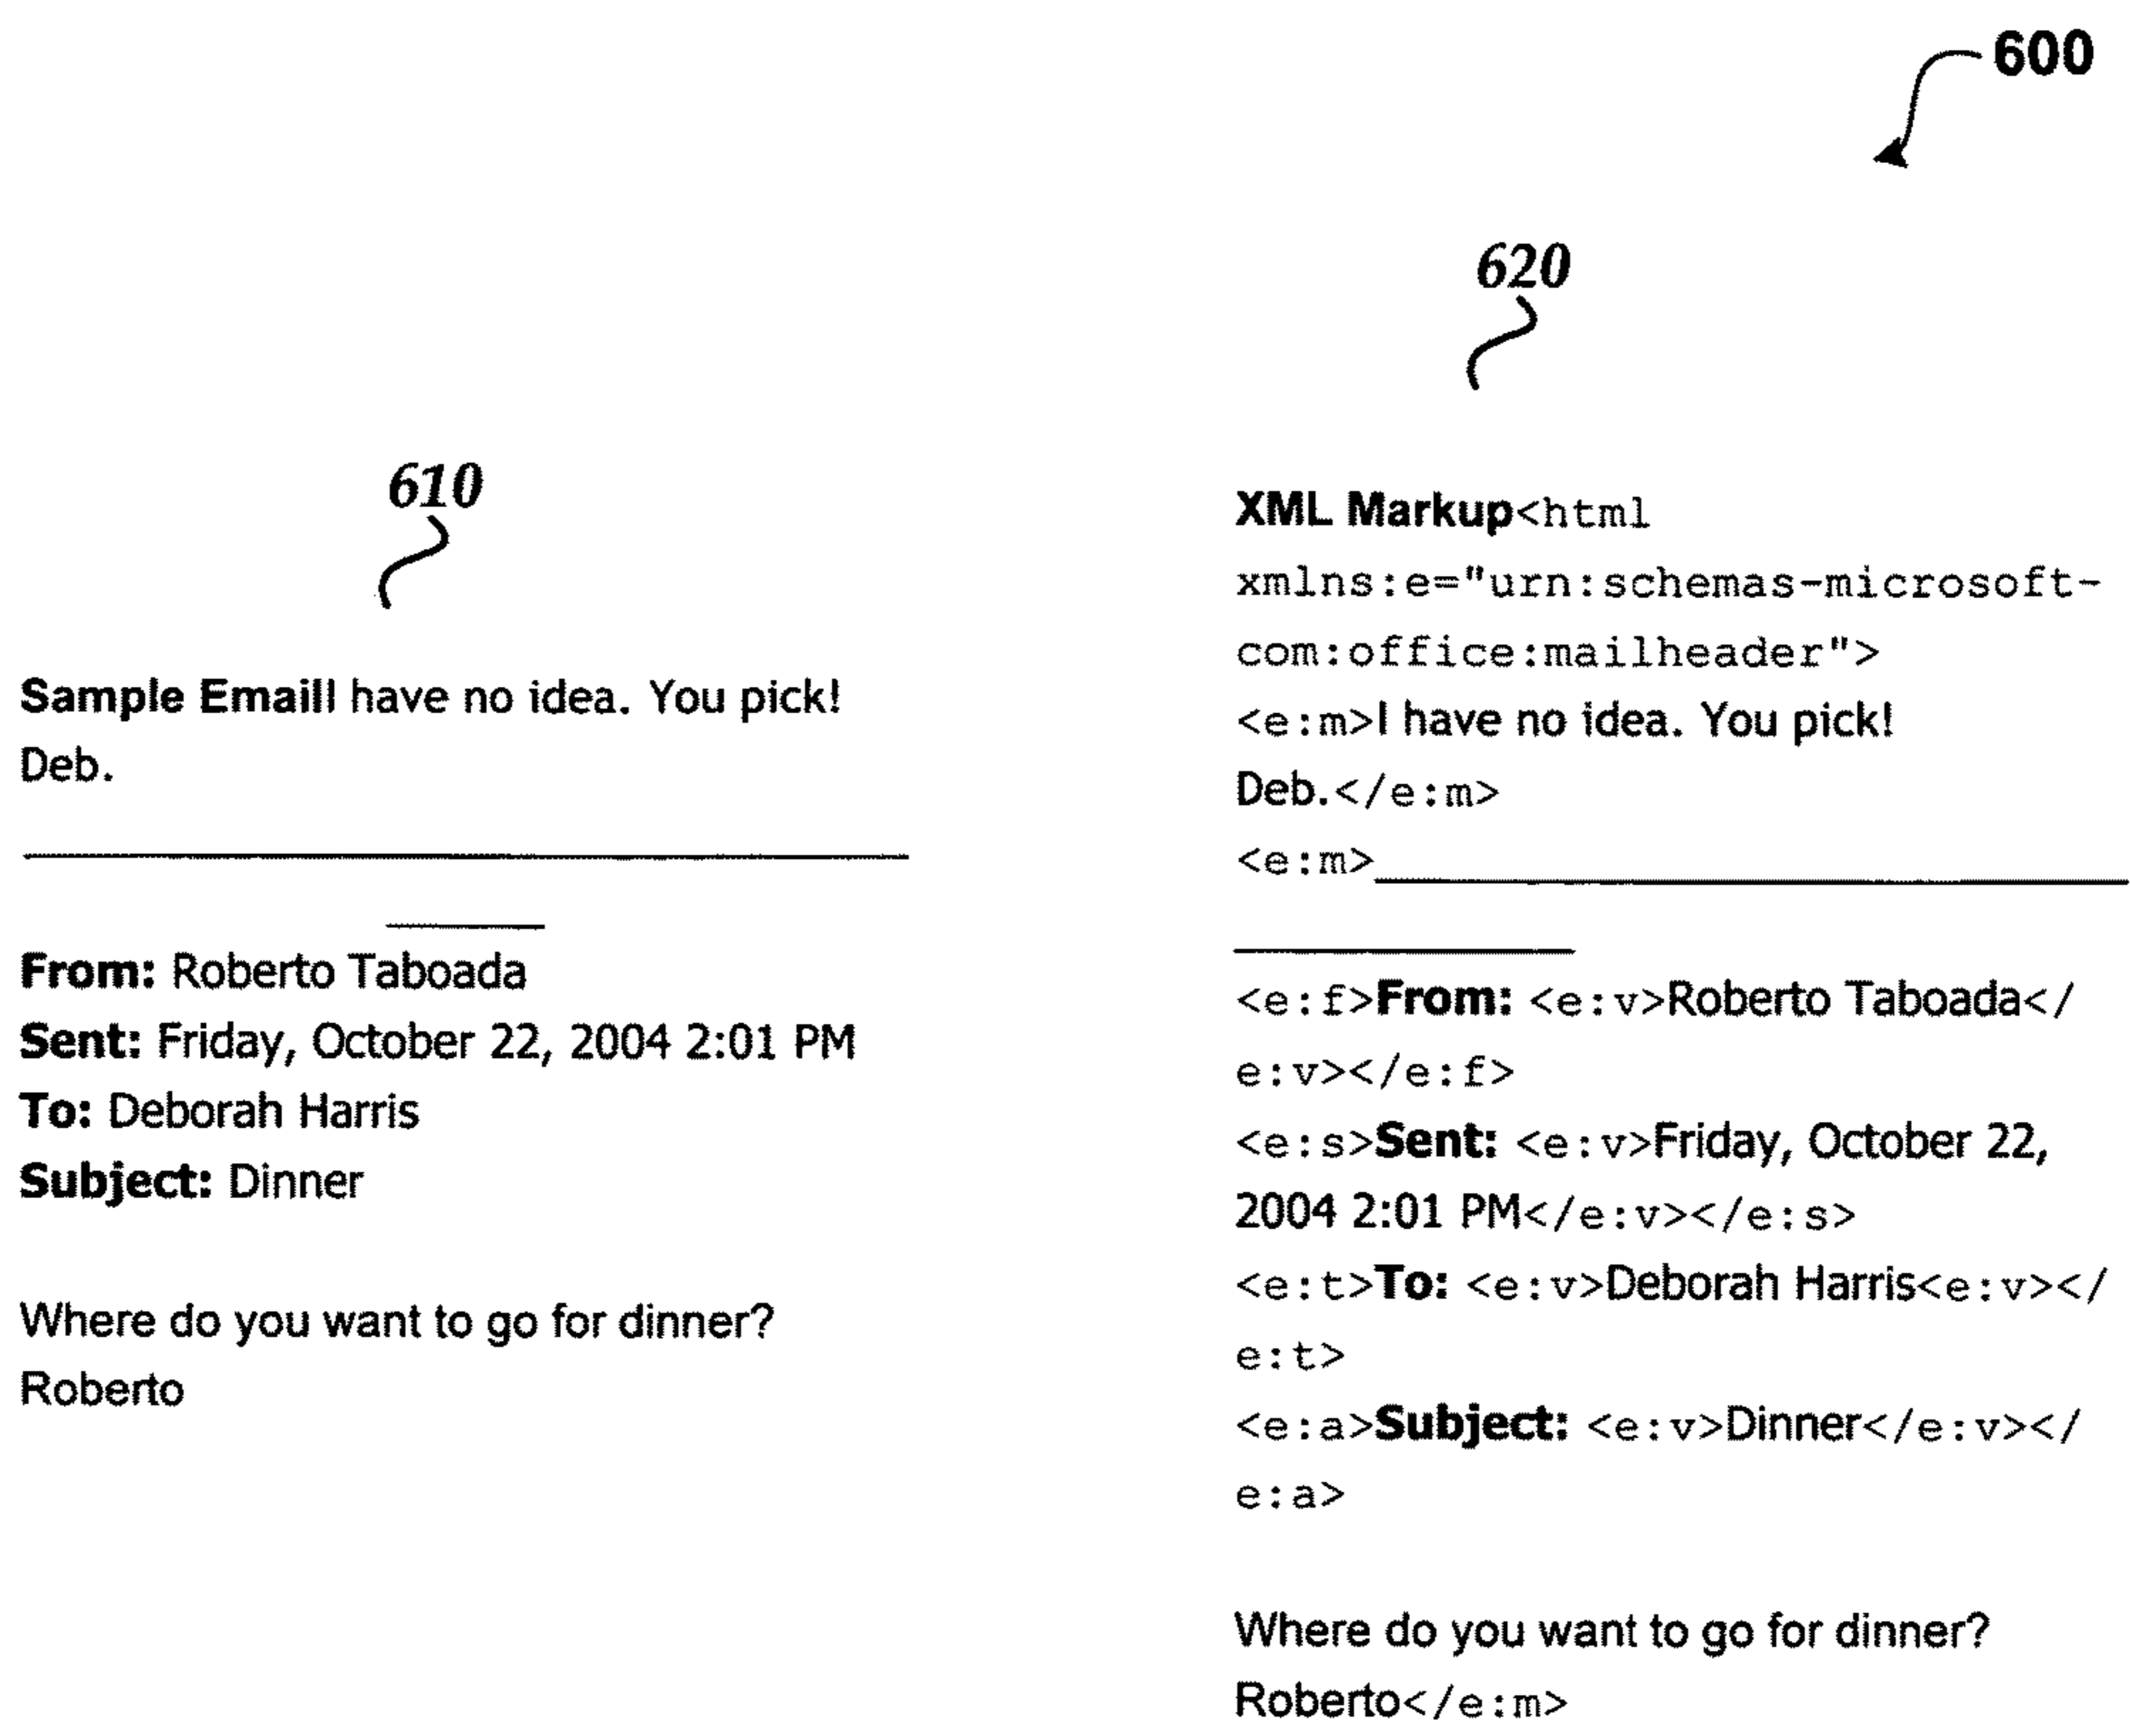 600
620
610
Sample EmailI have no idea. You pick!
Deb.
From: Roberto Taboada
Sent: Friday, October 22, 2004 2:01 PM
To: Deborah Harris
Subject: Dinner
Where do you want to go for dinner?
Roberto
XML Markup<html
xmlns:e="urn:schemas-microsoft-
com:office:mailheader">
<e:m>I have no idea. You pick!
Deb.</e:m>
<e:m>
<e:f>From: <e:v>Roberto Taboada</
e:v></e:f>
<e:s>Sent: <e:v>Friday, October 22,
2004 2:01 PM</e:v></e:s>
<e:t>To: <e:v>Deborah Harris<e:v></
e:t>
<e:a>Subject: <e:v>Dinner</e:v></
e:a>
Where do you want to go for dinner?
Roberto</e:m>